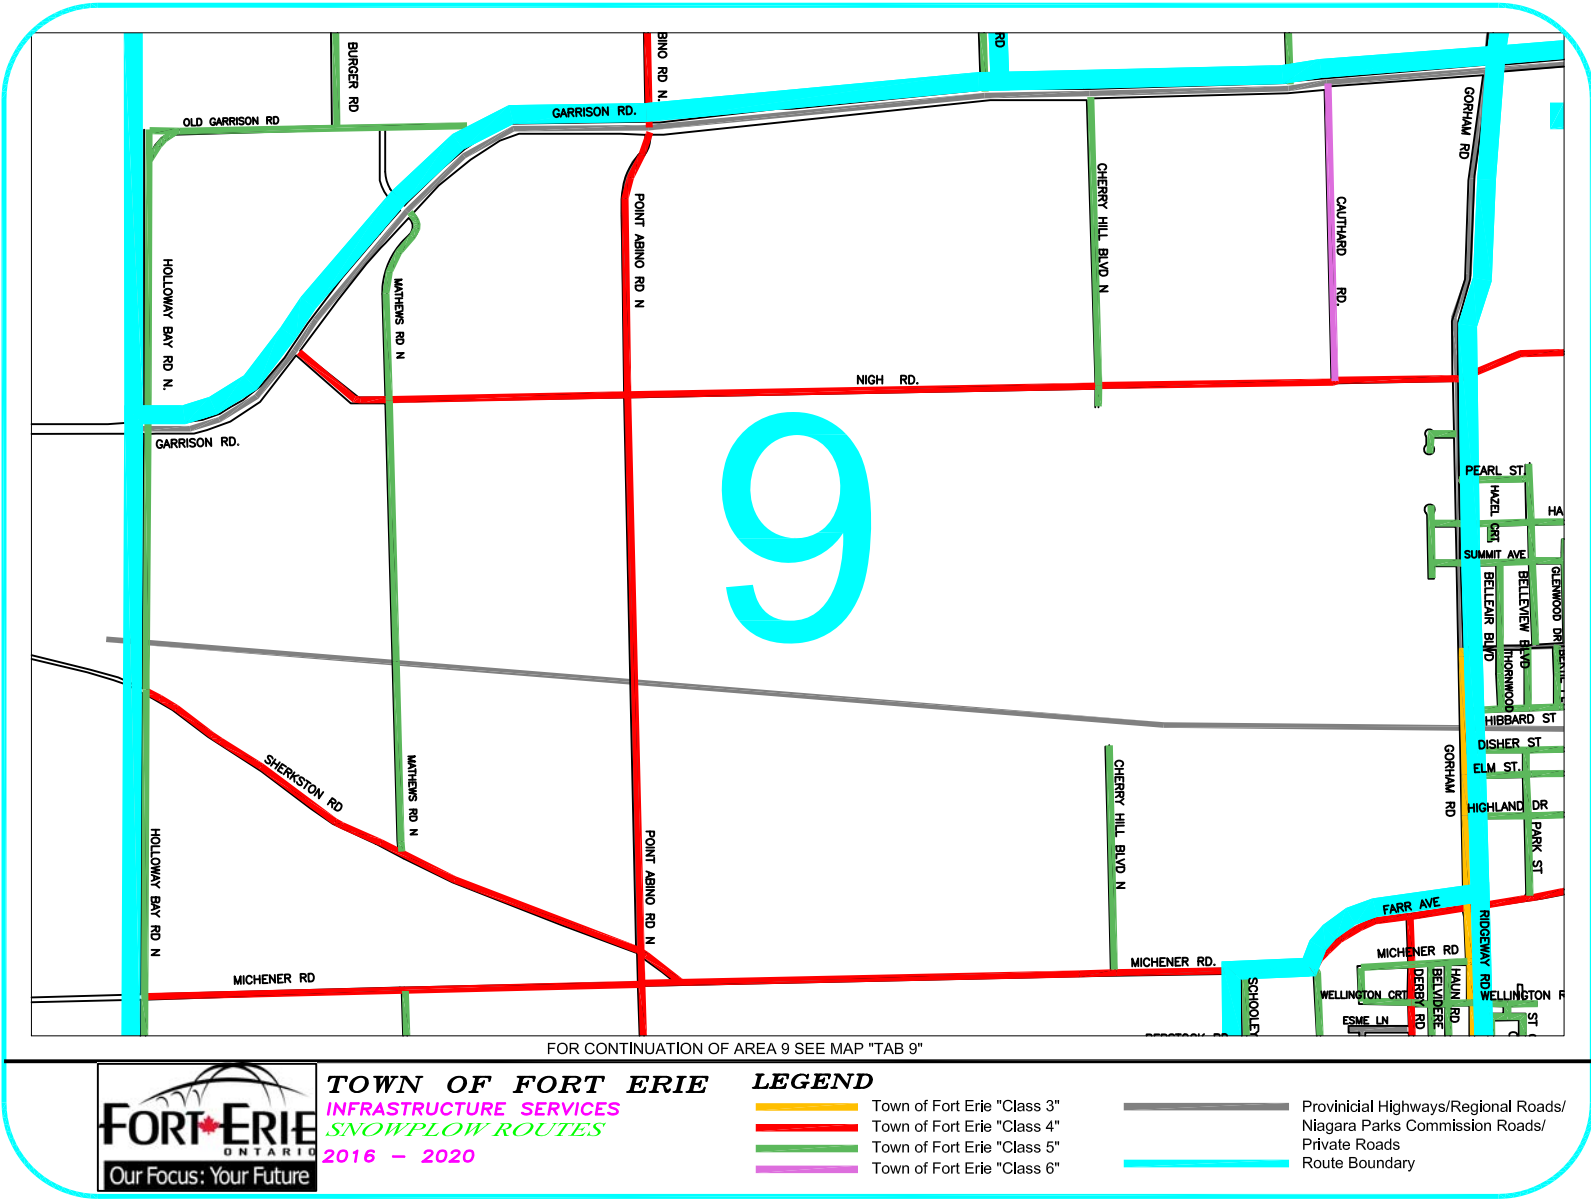 BURGER RD
BINO RD N.
RD
GARRISON RD.
OLD GARRISON RD
GORHAM RD
CHERRY HILL BLVD N
POINT ABINO RD N
CAUTHARD RD.
HOLLOWAY BAY RD N.
MATHEWS RD N
NIGH RD.
GARRISON RD.
9
PEARL ST.
HAZEL CRT
HA
SUMMIT AVE
BELLEAIR BLVD
BELLEVIEW BLVD
GLENWOOD DR
THORNWOOD
HIBBARD ST
DISHER ST
ELM ST.
GORHAM RD
HIGHLAND DR
PARK ST
SHERKSTON RD
MATHEWS RD N
CHERRY HILL BLVD N
HOLLOWAY BAY RD N
POINT ABINO RD N
FARR AVE
RIDGEWAY RD
MICHENER RD
MICHENER RD.
MICHENER RD
SCHOOLEY
WELLINGTON CRT
DERBY RD
BELVIDERE
HAUN RD
WELLINGTON R
ESME LN
ST
FOR CONTINUATION OF AREA 9 SEE MAP "TAB 9"
FORT ERIE
ONTARIO
Our Focus: Your Future
TOWN OF FORT ERIE
INFRASTRUCTURE SERVICES
SNOWPLOW ROUTES
2016 – 2020
LEGEND
Town of Fort Erie "Class 3"
Town of Fort Erie "Class 4"
Town of Fort Erie "Class 5"
Town of Fort Erie "Class 6"
Provinicial Highways/Regional Roads/
Niagara Parks Commission Roads/
Private Roads
Route Boundary